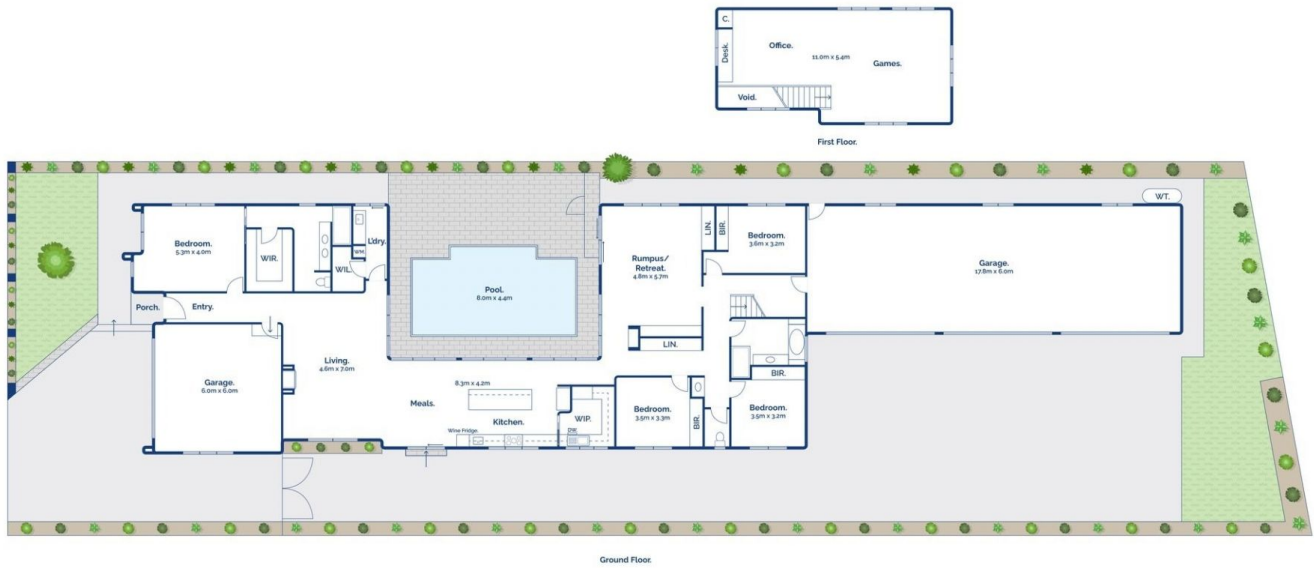 C.
Desk.
Office.
11.0m x 5.4m
Games.
Void.
First Floor.
WT.
Bedroom.
5.3m x 4.0m
WIR.
L'dry.
WM.
WIL.
Rumpus/
Retreat.
4.8m x 5.7m
LIN.
BIR.
Bedroom.
3.6m x 3.2m
Garage.
17.8m x 6.0m
Pool.
8.0m x 4.4m
Porch.
Entry.
LIN.
Living.
4.6m x 7.0m
Garage.
6.0m x 6.0m
8.3m x 4.2m
Meals.
Kitchen.
Wine Fridge.
WIP.
DW.
Bedroom.
3.5m x 3.3m
BIR.
BIR.
Bedroom.
3.5m x 3.2m
Ground Floor.